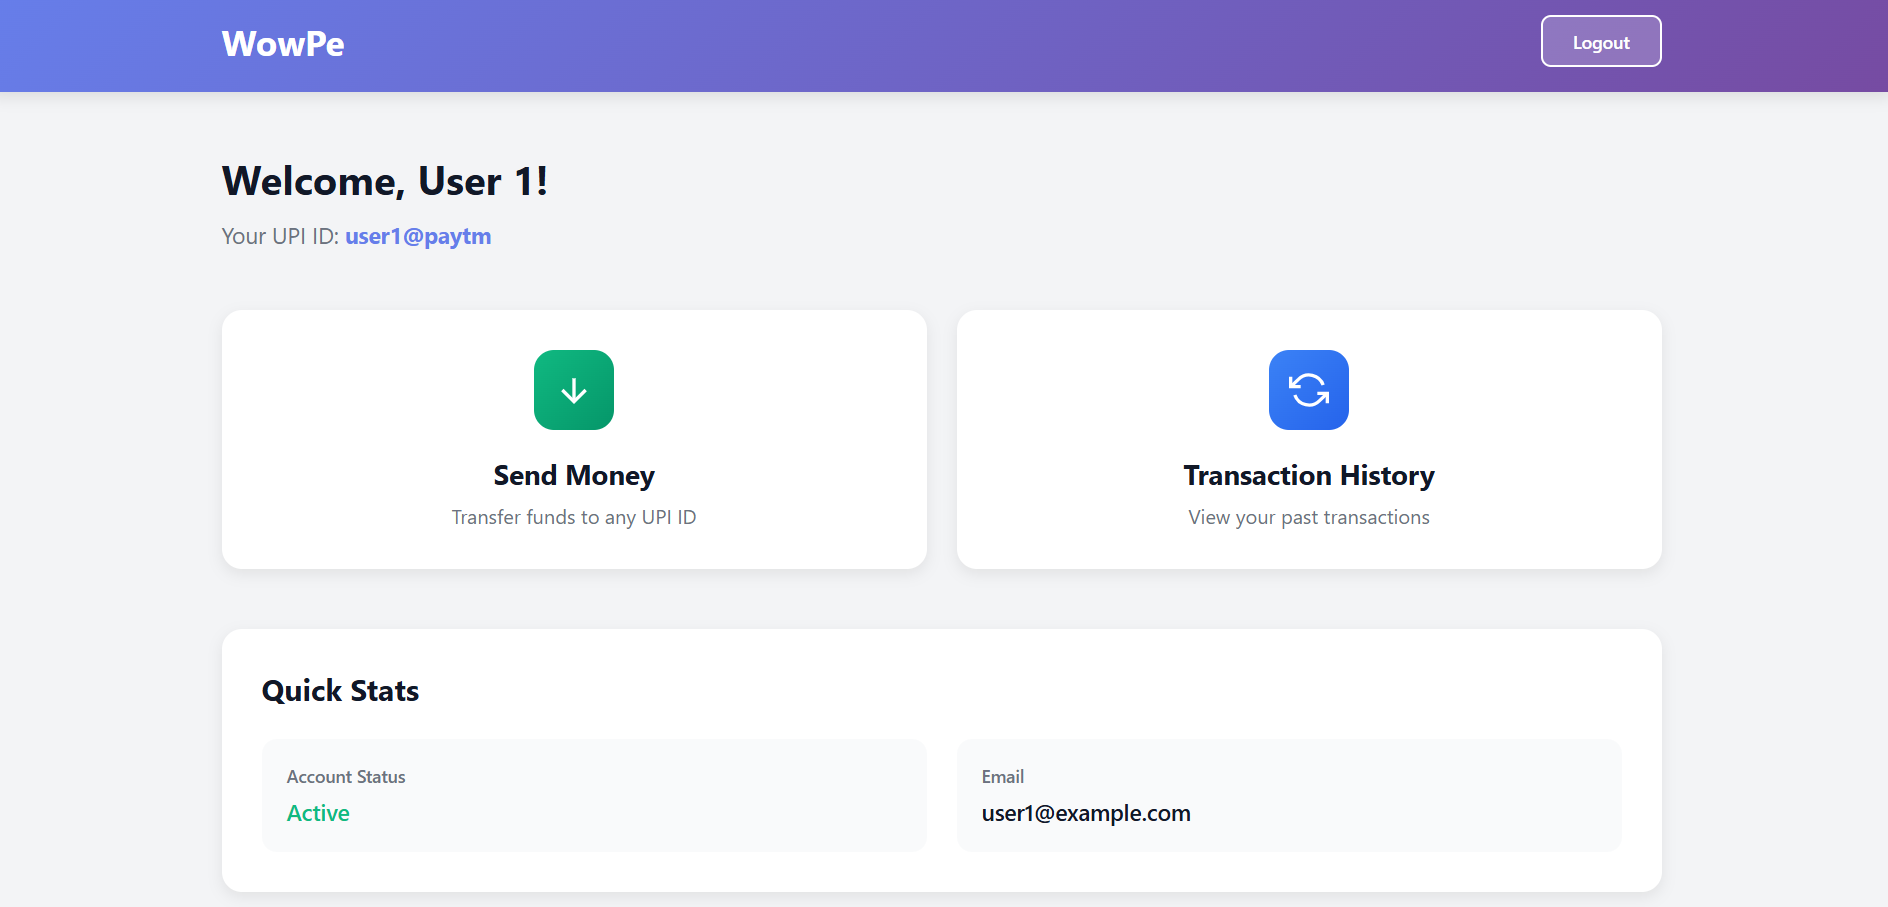 WowPe
Logout
Welcome, User 1!
Your UPI ID: user1@paytm
Send Money
Transfer funds to any UPI ID
Transaction History
View your past transactions
Quick Stats
Account Status
Active
Email
user1@example.com